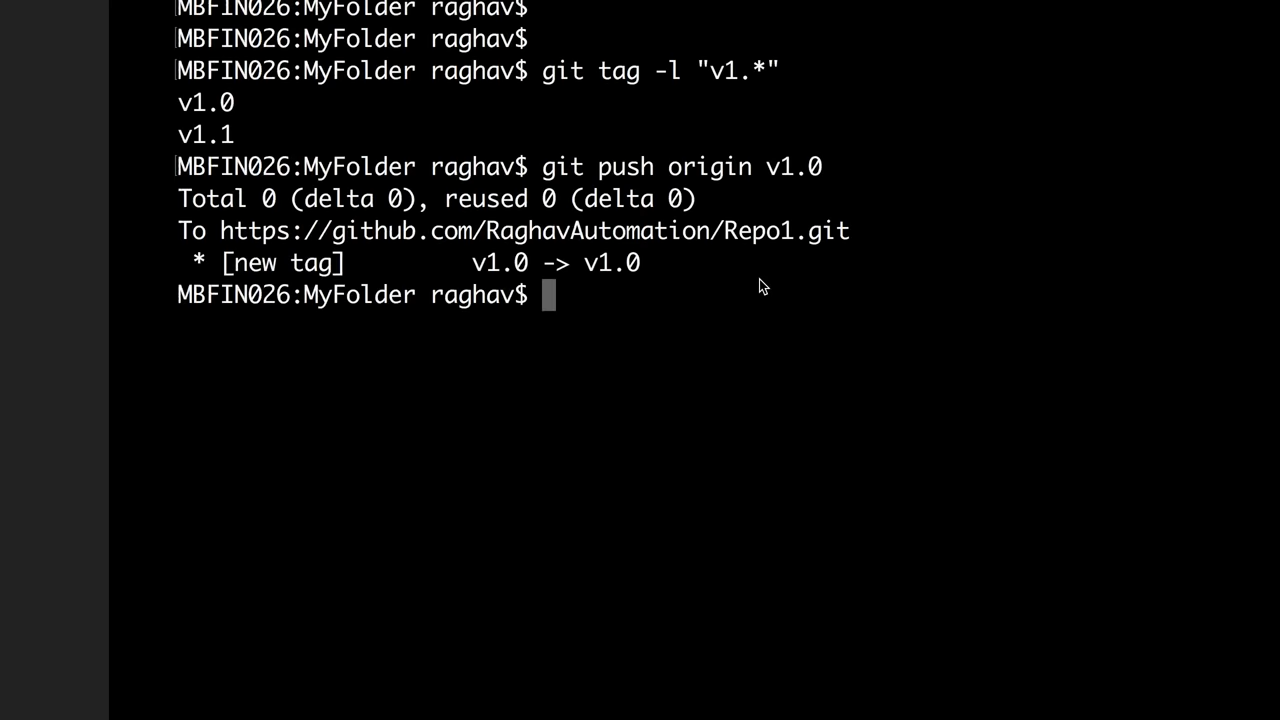 MBFIN026:MyFolder raghav$
MBFIN026:MyFolder raghav$
MBFIN026:MyFolder raghav$ git tag -l "v1.*"
v1.0
v1.1
MBFIN026:MyFolder raghav$ git push origin v1.0
Total 0 (delta 0), reused 0 (delta 0)
To https://github.com/RaghavAutomation/Repo1.git
 * [new tag]         v1.0 -> v1.0
MBFIN026:MyFolder raghav$